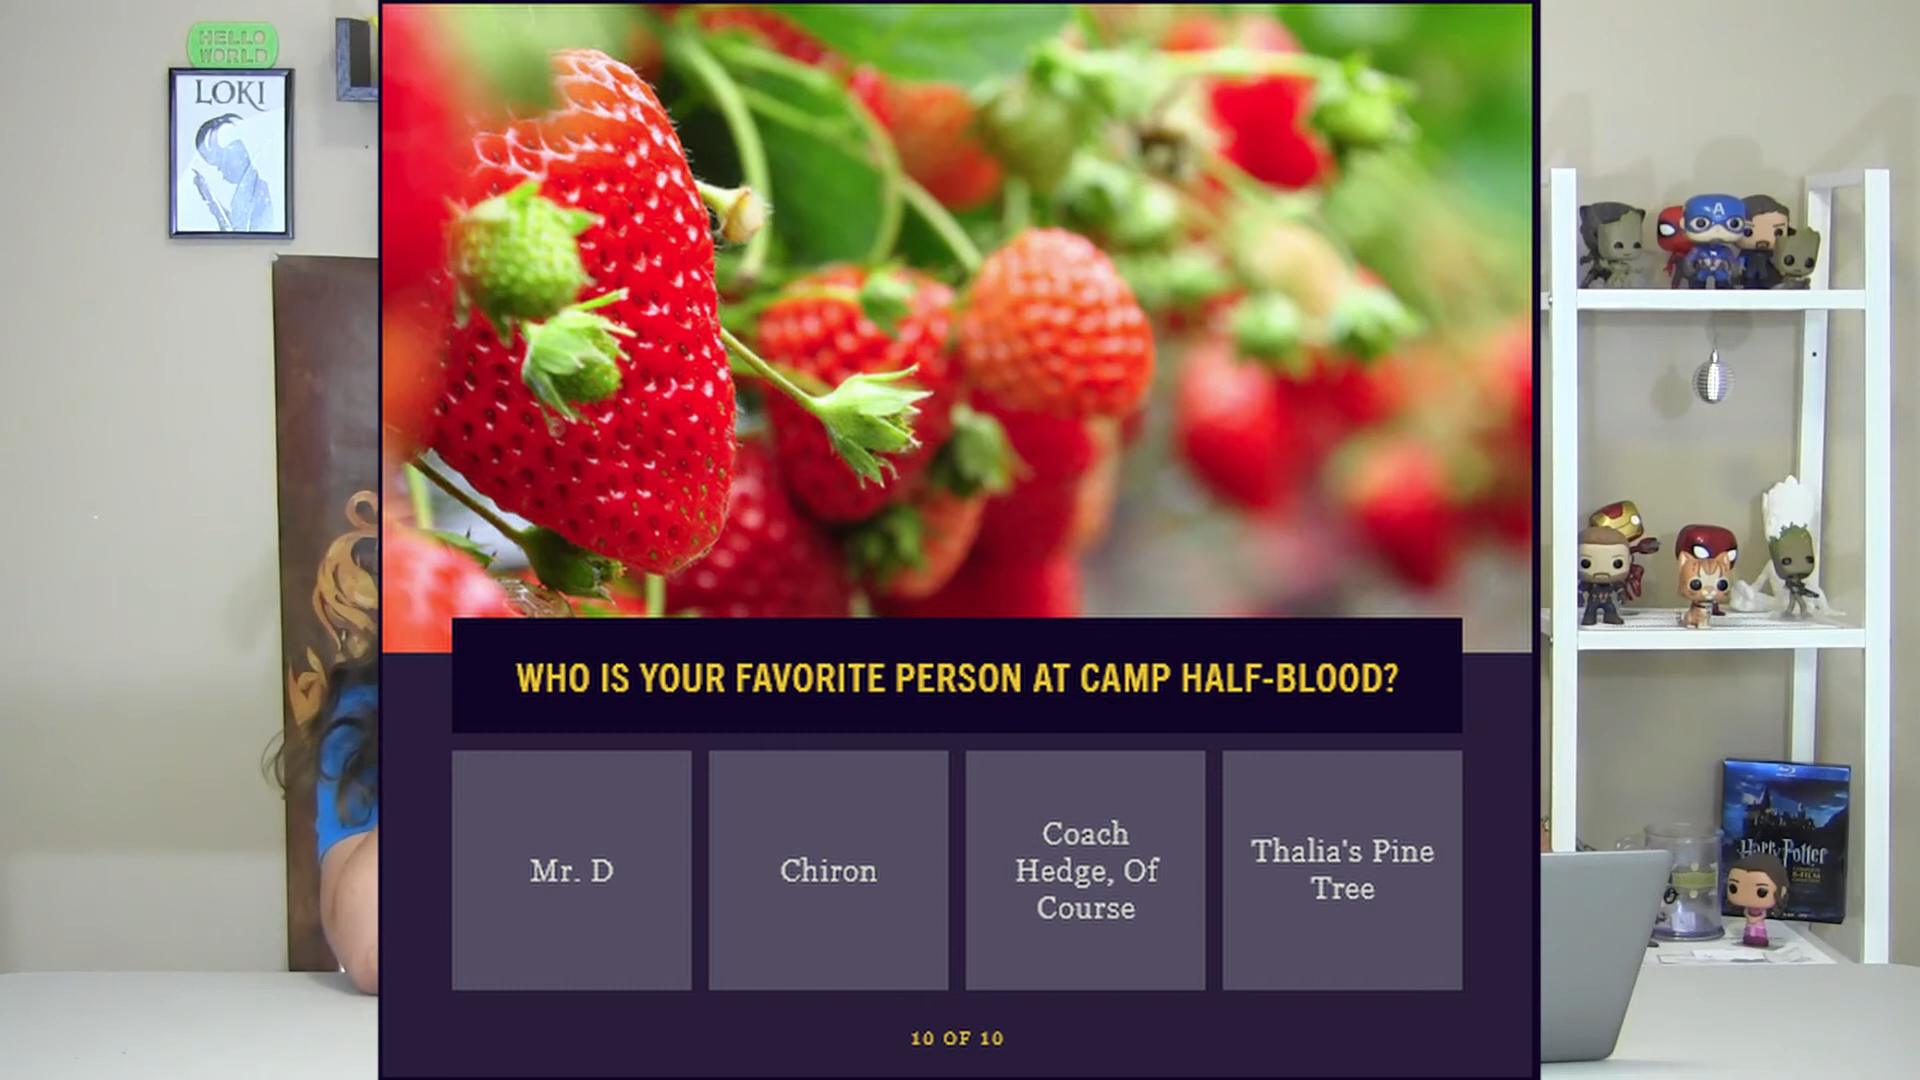 HELLO
WORLD
LOKI
A
WHO IS YOUR FAVORITE PERSON AT CAMP HALF-BLOOD?
Mr. D
Chiron
Coach
Hedge, Of
Course
Thalia's Pine
Tree
Harry Potter
10 OF 10